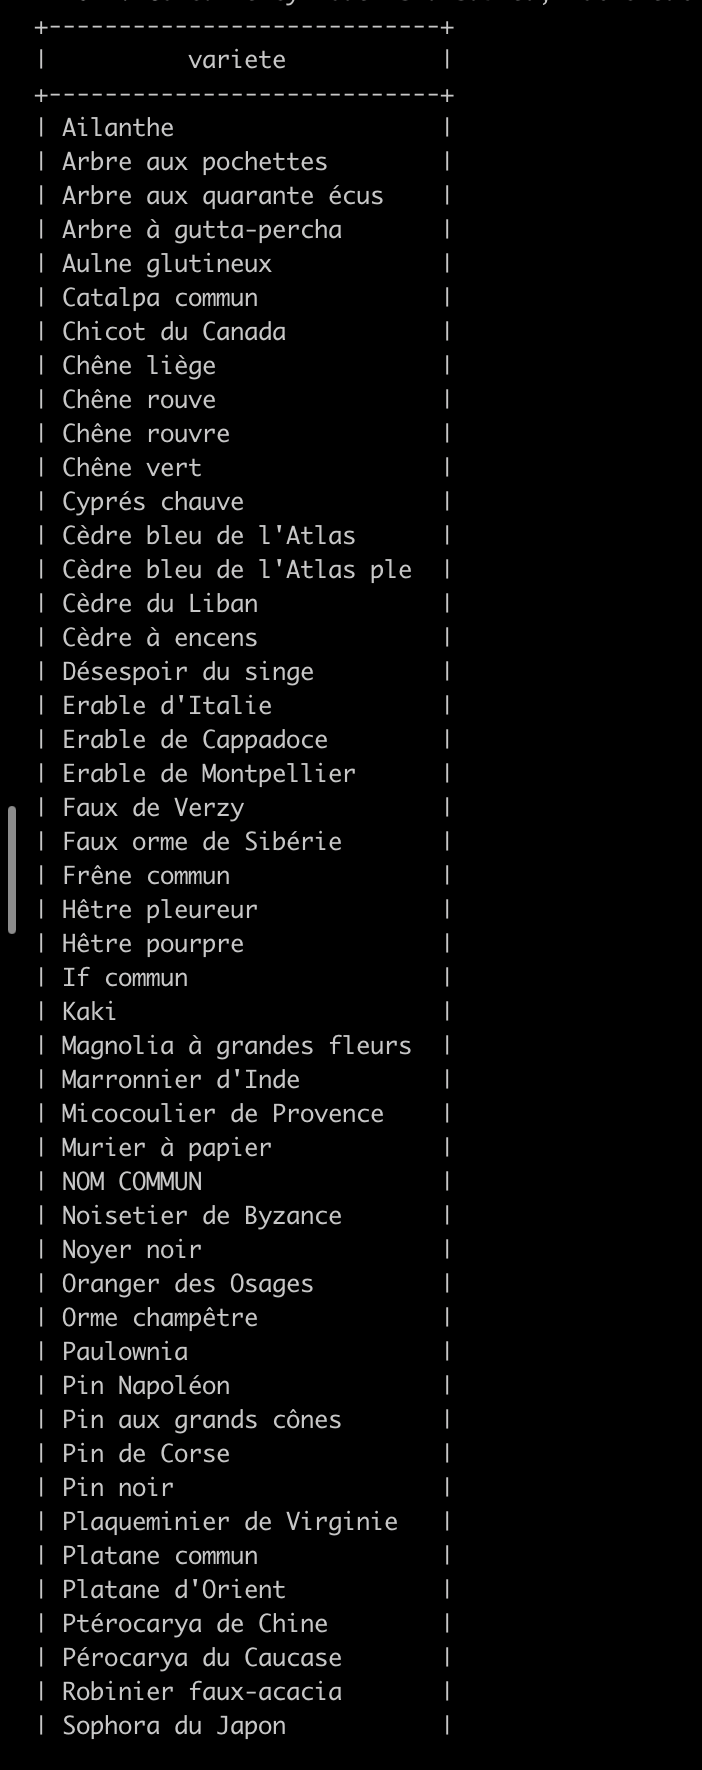 +----------------------------+
|          variete           |
+----------------------------+
| Ailanthe                   |
| Arbre aux pochettes        |
| Arbre aux quarante écus    |
| Arbre à gutta-percha       |
| Aulne glutineux            |
| Catalpa commun             |
| Chicot du Canada           |
| Chêne liège                |
| Chêne rouve                |
| Chêne rouvre               |
| Chêne vert                 |
| Cyprés chauve              |
| Cèdre bleu de l'Atlas      |
| Cèdre bleu de l'Atlas ple  |
| Cèdre du Liban             |
| Cèdre à encens             |
| Désespoir du singe         |
| Erable d'Italie            |
| Erable de Cappadoce        |
| Erable de Montpellier      |
| Faux de Verzy              |
| Faux orme de Sibérie       |
| Frêne commun               |
| Hêtre pleureur             |
| Hêtre pourpre              |
| If commun                  |
| Kaki                       |
| Magnolia à grandes fleurs  |
| Marronnier d'Inde          |
| Micocoulier de Provence    |
| Murier à papier            |
| NOM COMMUN                 |
| Noisetier de Byzance       |
| Noyer noir                 |
| Oranger des Osages         |
| Orme champêtre             |
| Paulownia                  |
| Pin Napoléon               |
| Pin aux grands cônes       |
| Pin de Corse               |
| Pin noir                   |
| Plaqueminier de Virginie   |
| Platane commun             |
| Platane d'Orient           |
| Ptérocarya de Chine        |
| Pérocarya du Caucase       |
| Robinier faux-acacia       |
| Sophora du Japon           |